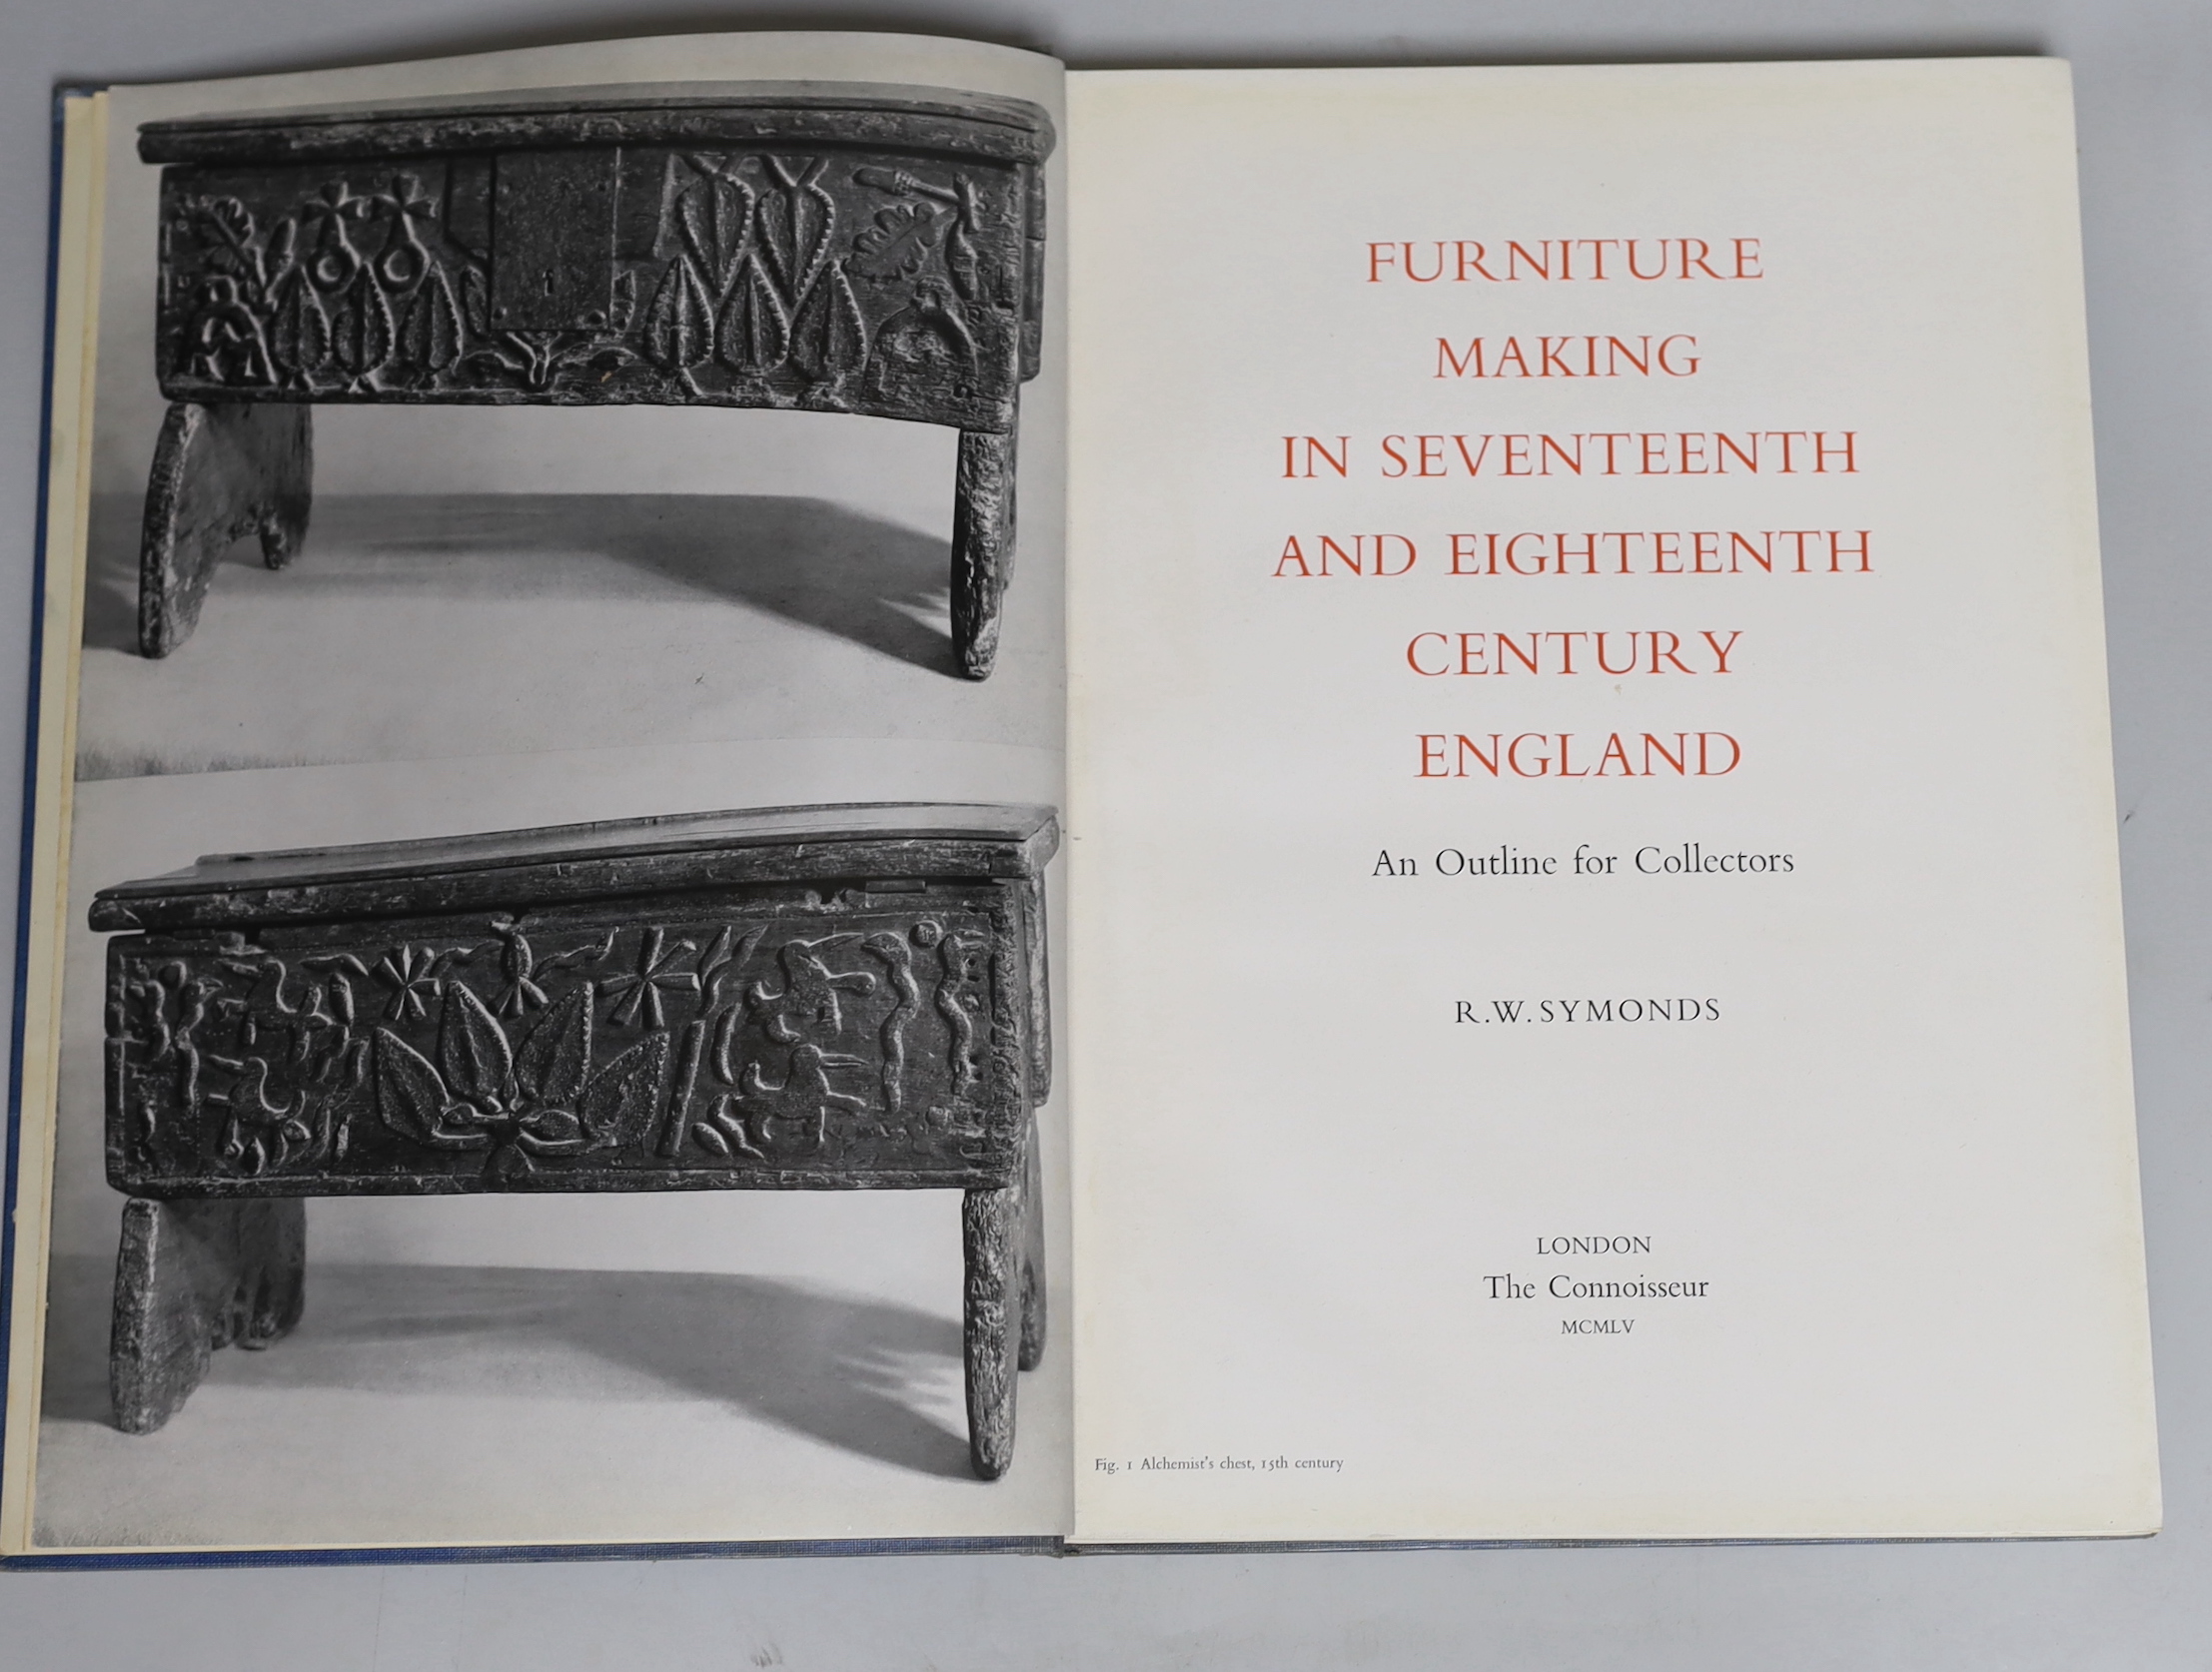 FURNITURE
MAKING
IN SEVENTEENTH
AND EIGHTEENTH
CENTURY
ENGLAND
An Outline for Collectors
R.W. SYMONDS
LONDON
The Connoisseur
MCMLV
Fig. 1 Alchemist's chest, 15th century